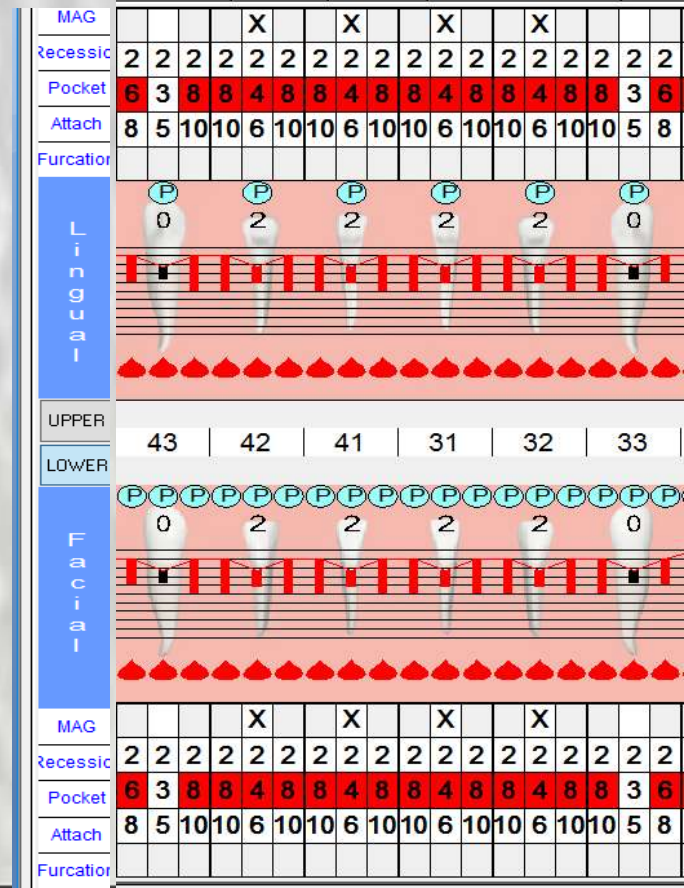 MAG X X X X
Recessio 2 2 2 2 2 2 2 2 2 2 2 2 2 2 2 2 2 2
Pocket 6 3 8 8 4 8 8 4 8 8 4 8 8 4 8 8 3 6
Attach 8 5 10 10 6 10 10 6 10 10 6 10 10 6 10 10 5 8
Furcation
P P P P P P
0 2 2 2 2 0
Lingual
UPPER
43 42 41 31 32 33
LOWER
P P P P P P P P P P P P P P P P P P
0 2 2 2 2 0
Facial
MAG X X X X
Recessio 2 2 2 2 2 2 2 2 2 2 2 2 2 2 2 2 2 2
Pocket 6 3 8 8 4 8 8 4 8 8 4 8 8 4 8 8 3 6
Attach 8 5 10 10 6 10 10 6 10 10 6 10 10 6 10 10 5 8
Furcation